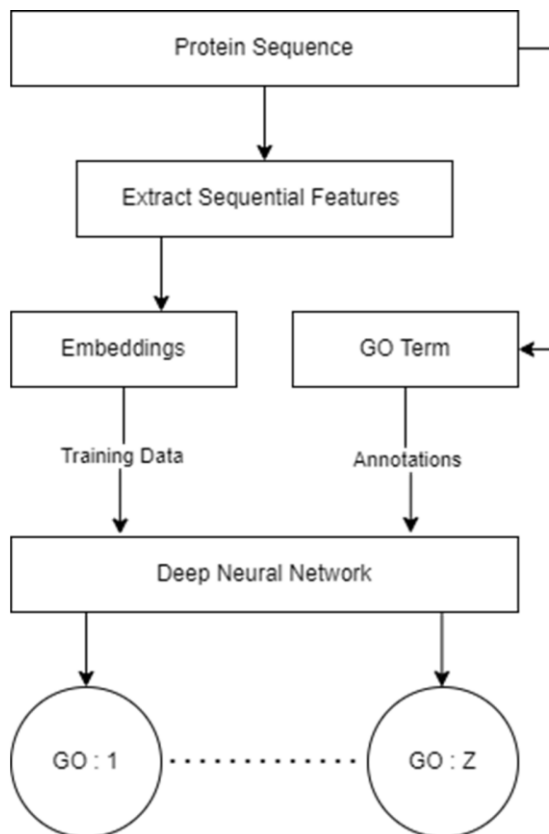 Protein Sequence
Extract Sequential Features
Embeddings
GO Term
Training Data
Annotations
Deep Neural Network
GO : 1
GO : Z